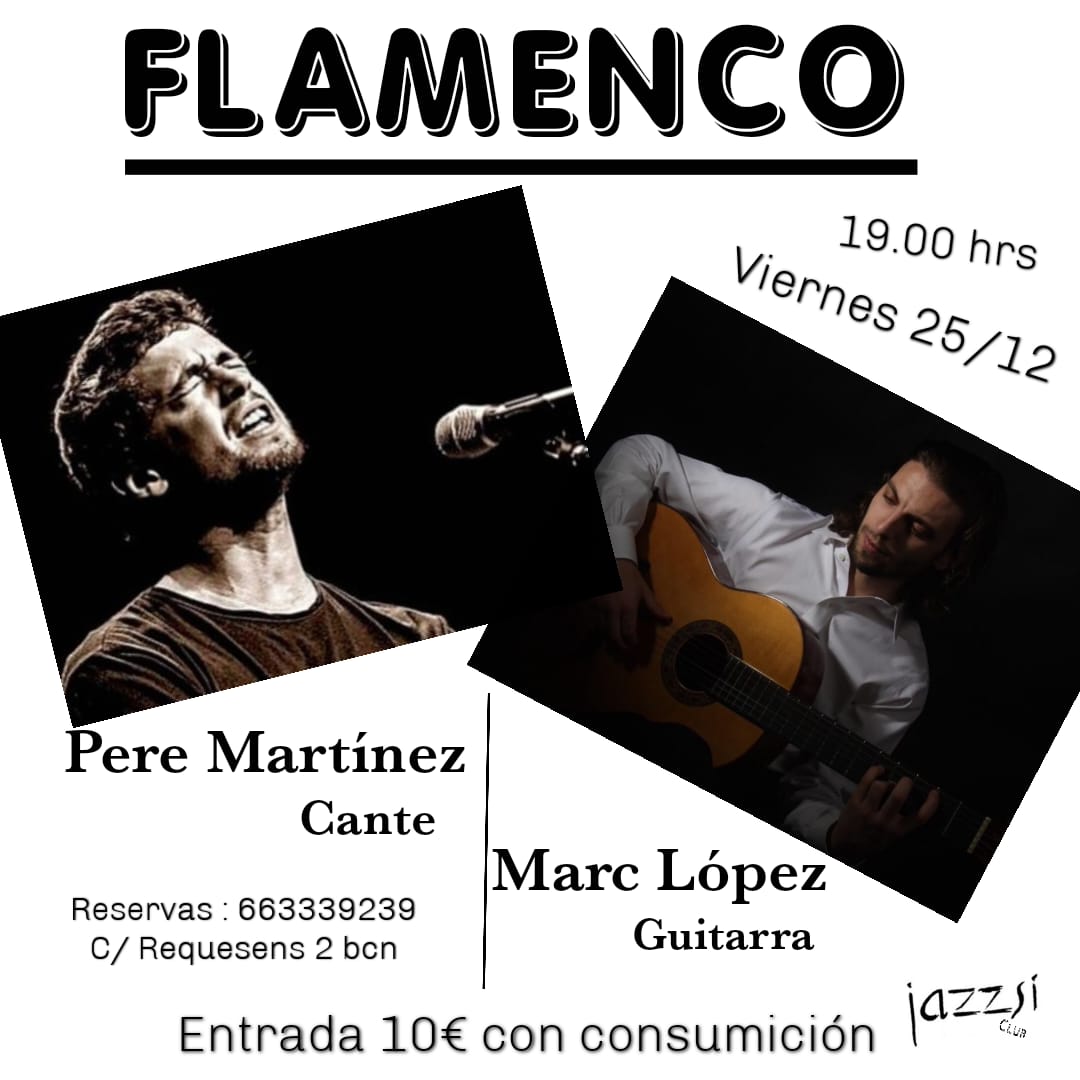 FLAMENCO
19.00 hrs
Viernes 25/12
Pere Martínez
Cante
Marc López
Guitarra
Reservas : 663339239
C/ Requesens 2 bcn
Entrada 10€ con consumición
jazzsi
CLUB